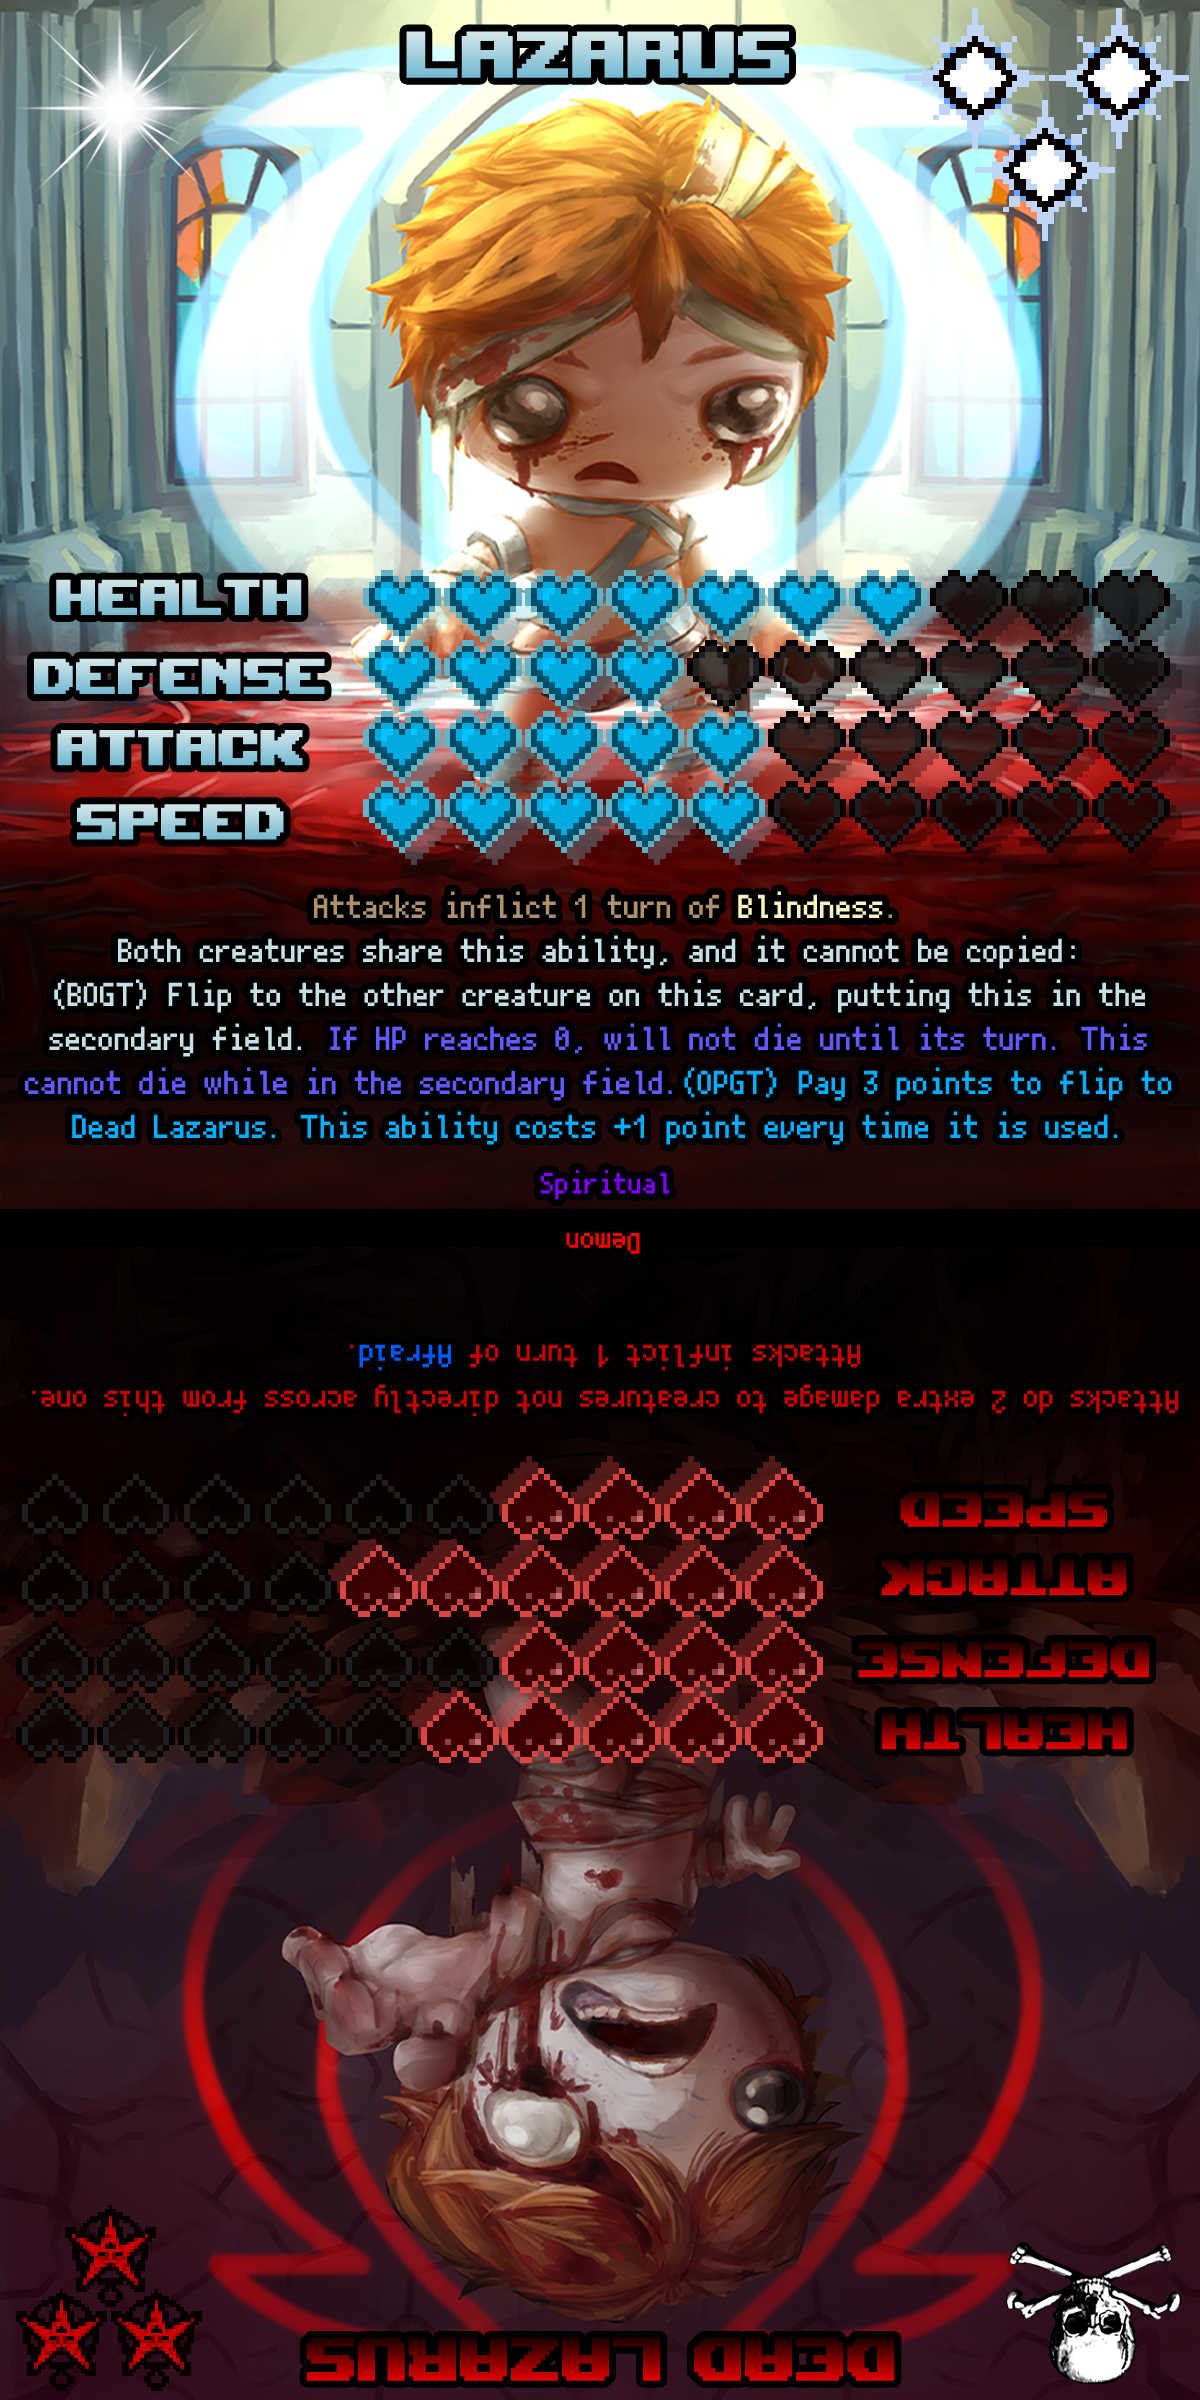 LAZARUS
HEALTH
DEFENSE
ATTACK
SPEED
Attacks inflict 1 turn of Blindness.
Both creatures share this ability, and it cannot be copied:
(BOGT) Flip to the other creature on this card, putting this in the
secondary field. If HP reaches 0, will not die until its turn. This
cannot die while in the secondary field.(OPGT) Pay 3 points to flip to
Dead Lazarus. This ability costs +1 point every time it is used.
Spiritual
DEAD LAZARUS
HEALTH
DEFENSE
ATTACK
SPEED
Attacks do 2 extra damage to creatures not directly across from this one.
Attacks inflict 1 turn of Afraid.
Demon